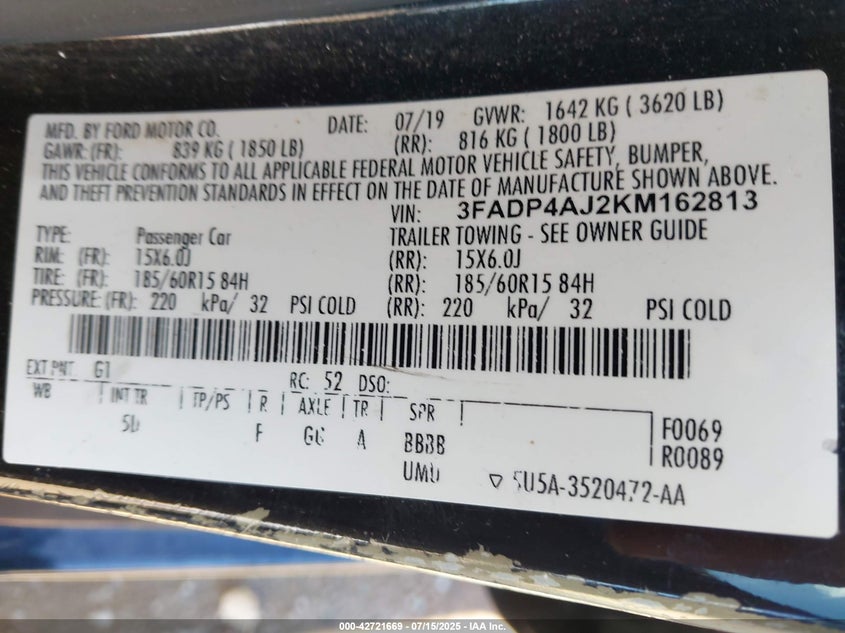 MFD. BY FORD MOTOR CO. DATE: 07/19 GVWR: 1642 KG ( 3620 LB)
GAWR: (FR): 839 KG ( 1850 LB) (RR): 816 KG ( 1800 LB)
THIS VEHICLE CONFORMS TO ALL APPLICABLE FEDERAL MOTOR VEHICLE SAFETY, BUMPER,
AND THEFT PREVENTION STANDARDS IN EFFECT ON THE DATE OF MANUFACTURE SHOWN ABOVE.
VIN: 3FADP4AJ2KM162813
TYPE: Passenger Car TRAILER TOWING - SEE OWNER GUIDE
RIM: (FR): 15X6.0J (RR): 15X6.0J
TIRE: (FR): 185/60R15 84H (RR): 185/60R15 84H
PRESSURE: (FR): 220 kPa/ 32 PSI COLD (RR): 220 kPa/ 32 PSI COLD
EXT PNT: G1 RC: 52 DSO:
WB | INT TR | TP/PS | R | AXLE | TR | SPR | F0069
F A BBBB R0089
5U5A-3520472-AA
000-42721669 - 07/15/2025 - IAA Inc.